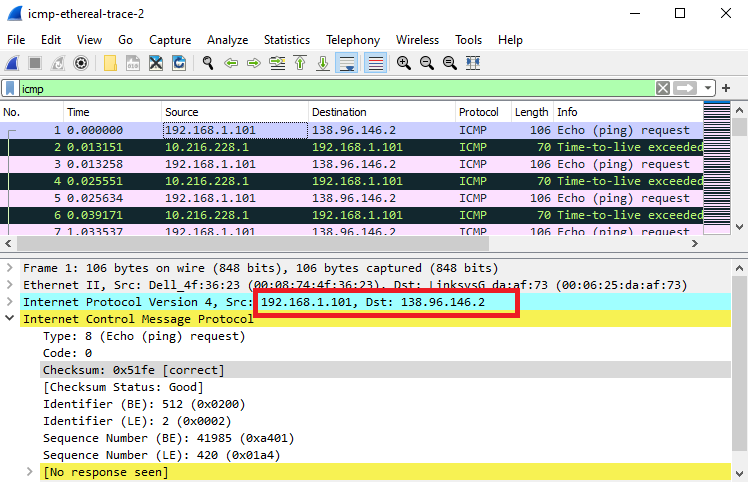 icmp-ethereal-trace-2
File Edit View Go Capture Analyze Statistics Telephony Wireless Tools Help
icmp
No. Time Source Destination Protocol Length Info
1 0.000000 192.168.1.101 138.96.146.2 ICMP 106 Echo (ping) request
2 0.013151 10.216.228.1 192.168.1.101 ICMP 70 Time-to-live exceeded
3 0.013258 192.168.1.101 138.96.146.2 ICMP 106 Echo (ping) request
4 0.025551 10.216.228.1 192.168.1.101 ICMP 70 Time-to-live exceeded
5 0.025634 192.168.1.101 138.96.146.2 ICMP 106 Echo (ping) request
6 0.039171 10.216.228.1 192.168.1.101 ICMP 70 Time-to-live exceeded
7 1.033537 192.168.1.101 138.96.146.2 ICMP 106 Echo (ping) request
Frame 1: 106 bytes on wire (848 bits), 106 bytes captured (848 bits)
Ethernet II, Src: Dell_4f:36:23 (00:08:74:4f:36:23), Dst: LinksysG_da:af:73 (00:06:25:da:af:73)
Internet Protocol Version 4, Src: 192.168.1.101, Dst: 138.96.146.2
Internet Control Message Protocol
Type: 8 (Echo (ping) request)
Code: 0
Checksum: 0x51fe [correct]
[Checksum Status: Good]
Identifier (BE): 512 (0x0200)
Identifier (LE): 2 (0x0002)
Sequence Number (BE): 41985 (0xa401)
Sequence Number (LE): 420 (0x01a4)
[No response seen]